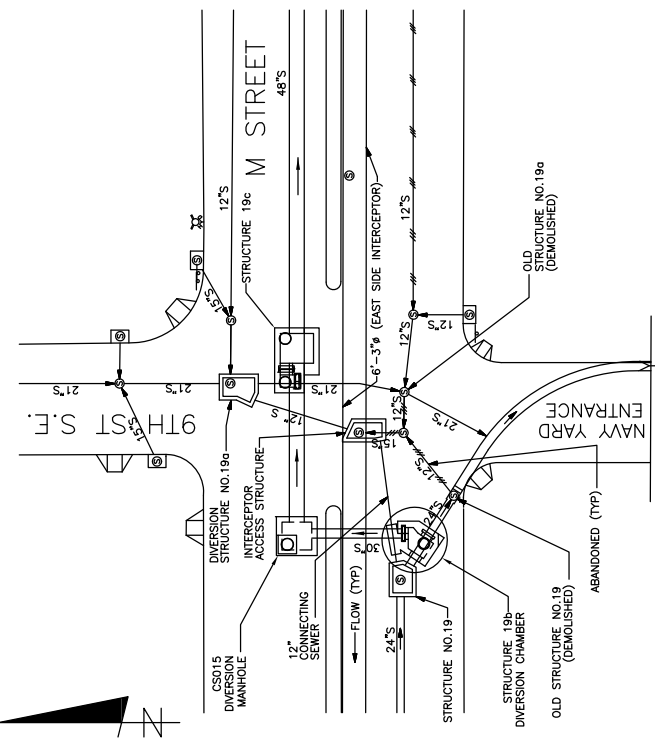 M STREET
48"S
12"S
STRUCTURE 19c
6'-3"ø (EAST SIDE INTERCEPTOR)
12"S
OLD
STRUCTURE NO.19a
(DEMOLISHED)
15"S
S
S
S
S
S
12"S
12"S
S
21"S
21"S
21"S
S
S
S
15"S
9TH ST S.E.
12"S
S
15"S
12"S
S
S
21"S
12"S
NAVY YARD
ENTRANCE
S
S
24"S
30"S
S
24"S
DIVERSION
STRUCTURE NO.19a
INTERCEPTOR
ACCESS STRUCTURE
CSO15
DIVERSION
MANHOLE
12"
CONNECTING
SEWER
FLOW (TYP)
STRUCTURE NO.19
STRUCTURE 19b
DIVERSION CHAMBER
OLD STRUCTURE NO.19
(DEMOLISHED)
ABANDONED (TYP)
N